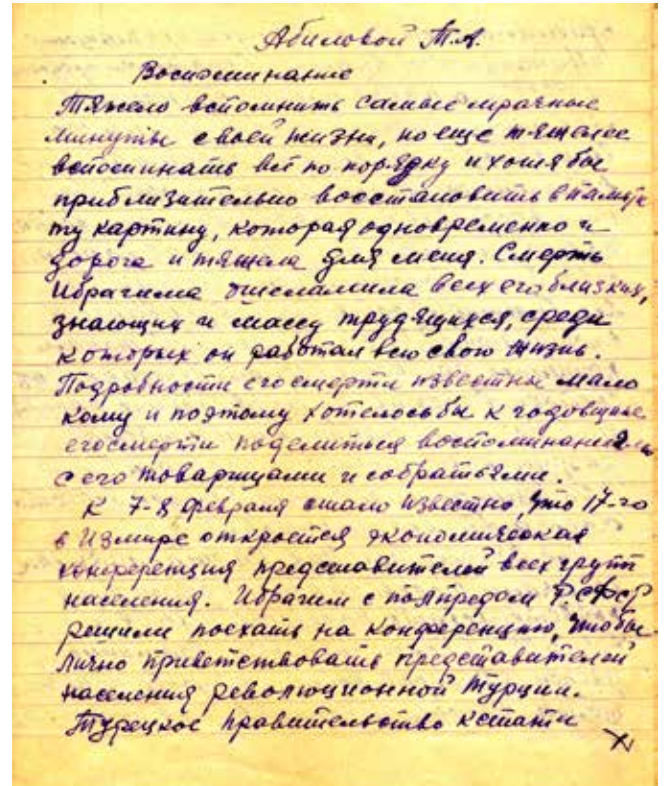 Абиловой Т.А.
Воспоминание
Тяжело вспоминать самые мрачные
минуты своей жизни, но еще тяжелее
вспоминать всё по порядку и хотя бы
приблизительно восстановить в памяти
ту картину, которая одновременно и
дорога и тяжела для меня. Смерть
Ибрагима ошеломила всех его близких,
знающих и массу трудящихся, среди
которых он работал всю свою жизнь.
Подробности его смерти известны мало
кому и поэтому хотелось бы к годовщине
его смерти поделиться воспоминаниями
с его товарищами и собратьями.
К 7-8 февраля стало известно, что 17-го
в Измире откроется экономическая
конференция представителей всех групп
населения. Ибрагим с полпредом РСФСР
решили поехать на конференцию, чтобы
лично приветствовать представителей
населения революционной Турции.
Турецкое правительство кстати